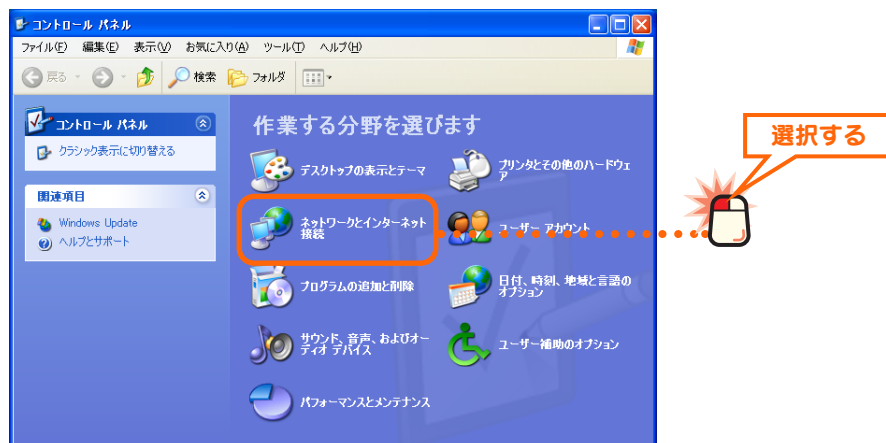 コントロール パネル
ファイル(F) 編集(E) 表示(V) お気に入り(A) ツール(T) ヘルプ(H)
戻る 検索 フォルダ
コントロール パネル
クラシック表示に切り替える
関連項目
Windows Update
ヘルプとサポート
作業する分野を選びます
デスクトップの表示とテーマ
プリンタとその他のハードウェ
ア
ネットワークとインターネット
接続
ユーザー アカウント
プログラムの追加と削除
日付、時刻、地域と言語の
オプション
サウンド、音声、およびオー
ディオ デバイス
ユーザー補助のオプション
パフォーマンスとメンテナンス
選択する